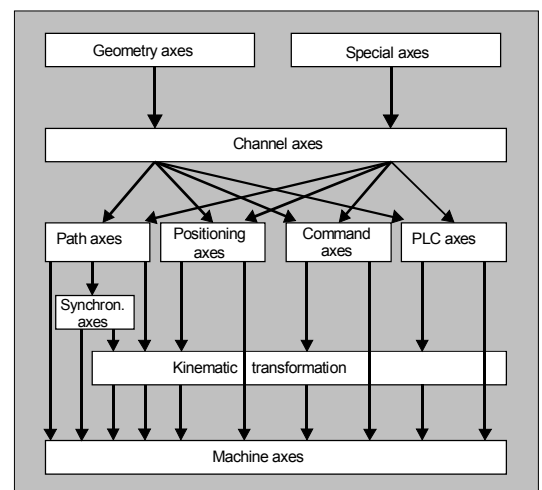 Geometry axes
Special axes
Channel axes
Path axes
Positioning
axes
Command
axes
PLC axes
Synchron.
axes
Kinematic transformation
Machine axes